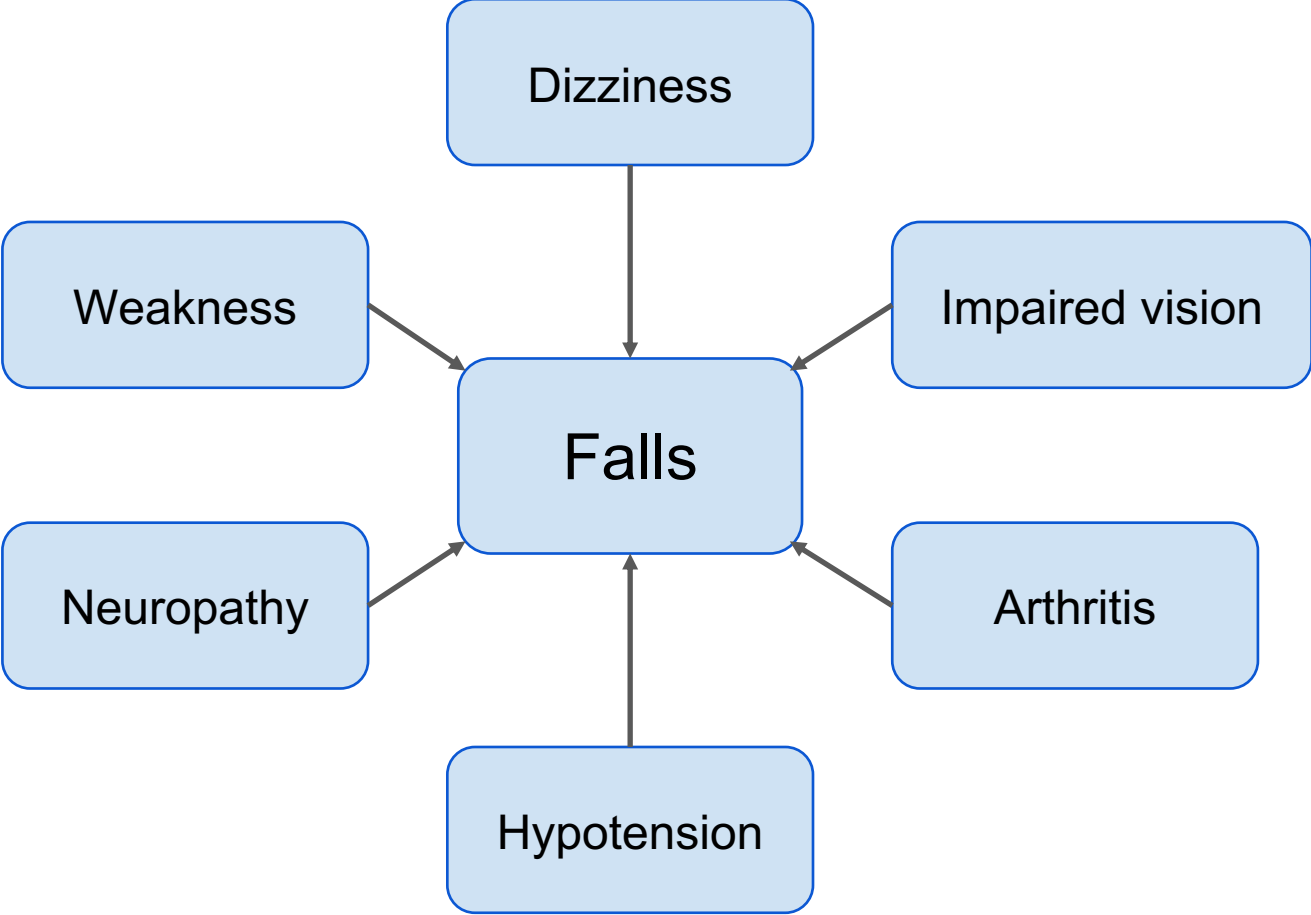 Dizziness
Weakness
Impaired vision
Falls
Neuropathy
Arthritis
Hypotension